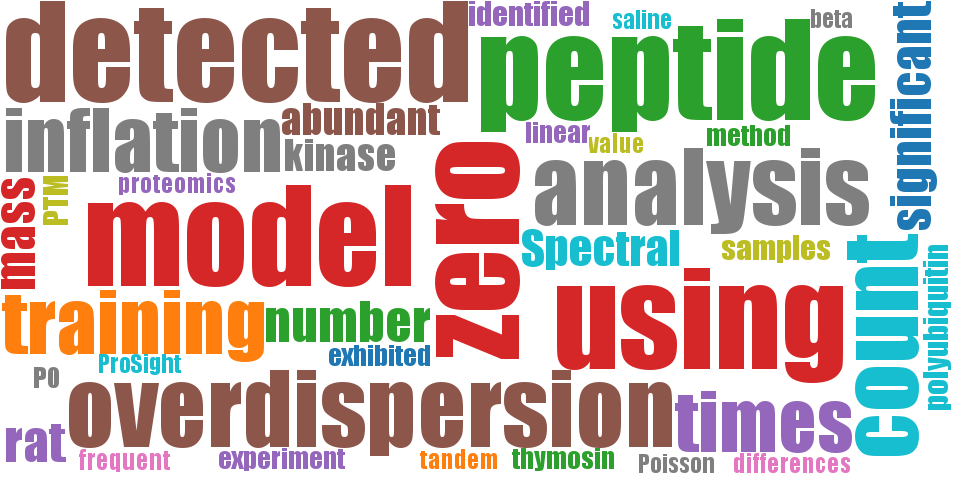 detected
identified
saline
beta
significant
peptide
inflation
abundant
kinase
linear
value
method
proteomics
PTM
mass
zero
analysis
model
Spectral
samples
count
polyubiquitin
training
number
using
exhibited
ProSight
P0
overdispersion
times
rat
frequent
experiment
tandem
thymosin
Poisson
differences